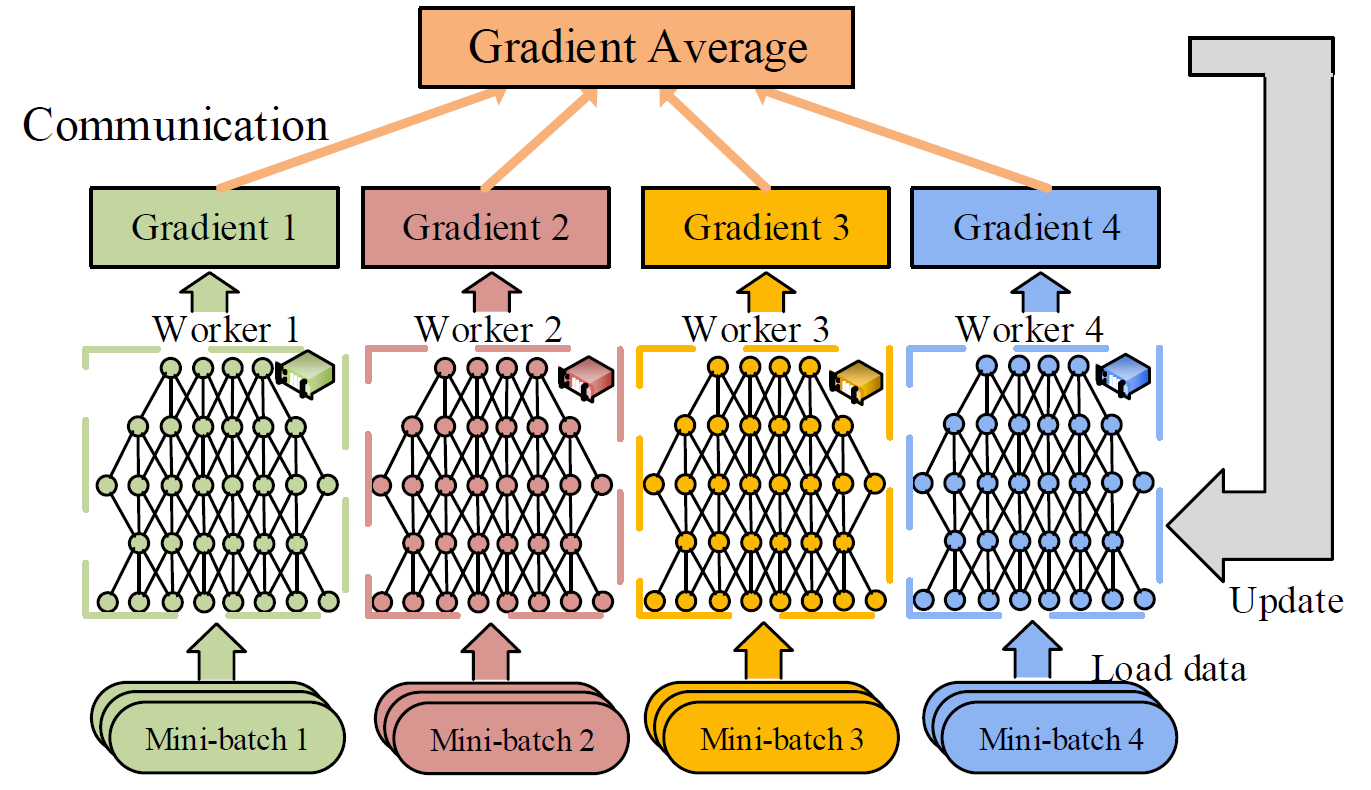 Gradient Average
Communication
Gradient 1
Gradient 2
Gradient 3
Gradient 4
Worker 1
Worker 2
Worker 3
Worker 4
Update
Load data
Mini-batch 1
Mini-batch 2
Mini-batch 3
Mini-batch 4